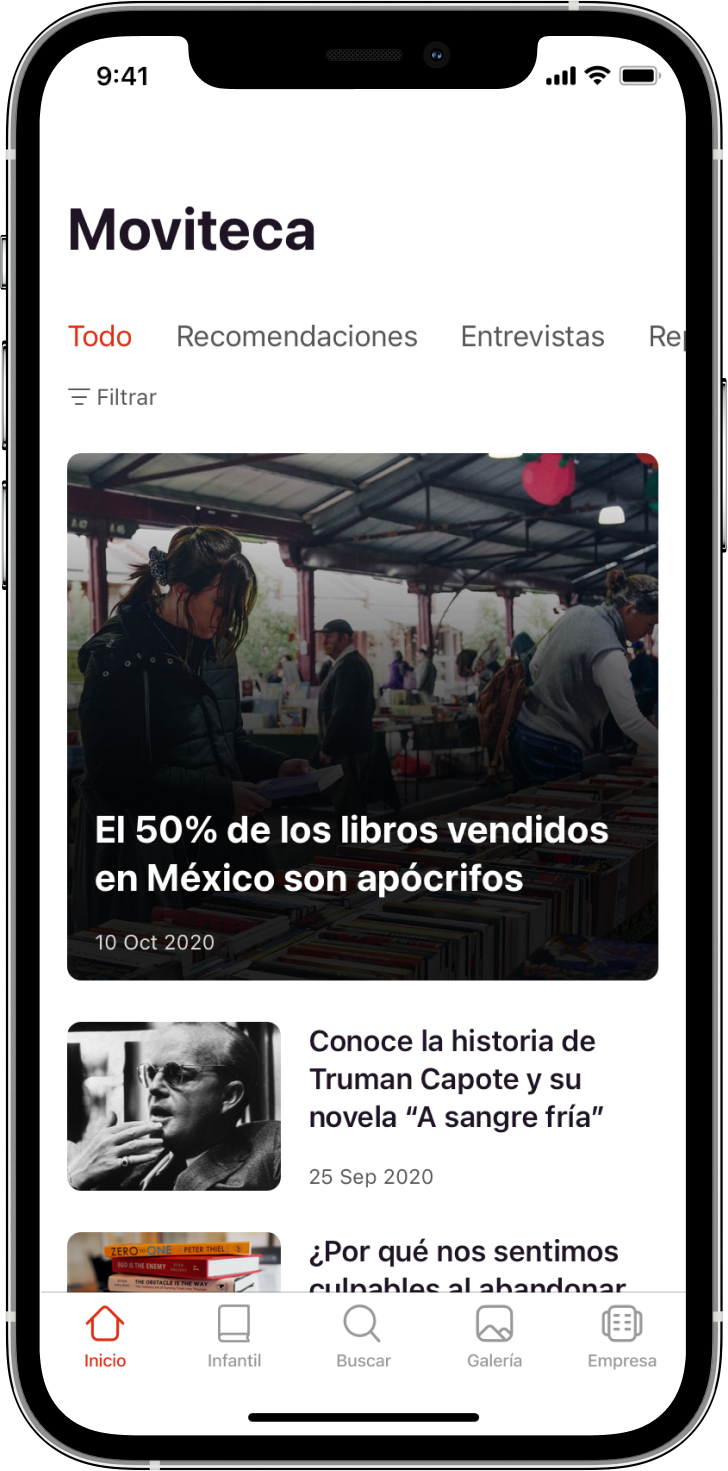 9:41
Moviteca
Todo Recomendaciones Entrevistas Rep
Filtrar
El 50% de los libros vendidos
en México son apócrifos
10 Oct 2020
Conoce la historia de
Truman Capote y su
novela “A sangre fría”
25 Sep 2020
ZERO TO ONE PETER THIEL
EGO IS THE ENEMY
THE OBSTACLE IS THE WAY
¿Por qué nos sentimos
culpables al abandonar
Inicio Infantil Buscar Galería Empresa